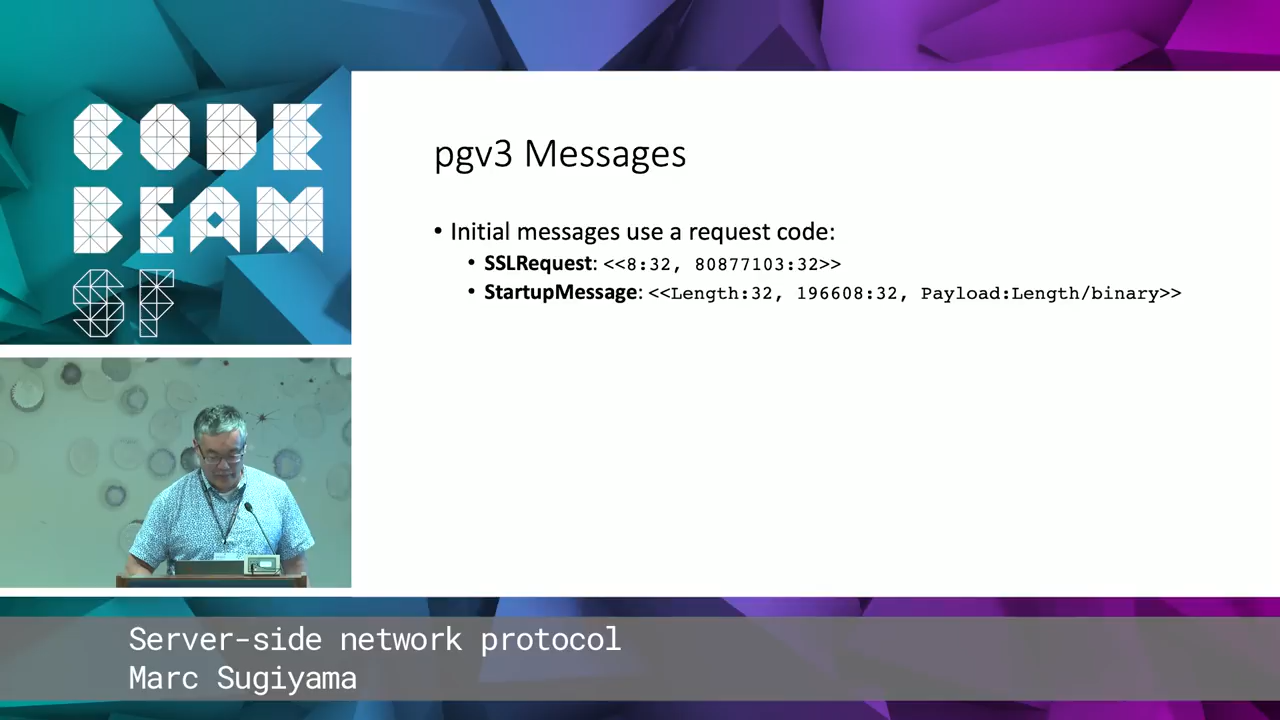 CODE
BEAM
SF
pgv3 Messages
• Initial messages use a request code:
• SSLRequest: <<8:32, 80877103:32>>
• StartupMessage: <<Length:32, 196608:32, Payload:Length/binary>>
Server-side network protocol
Marc Sugiyama